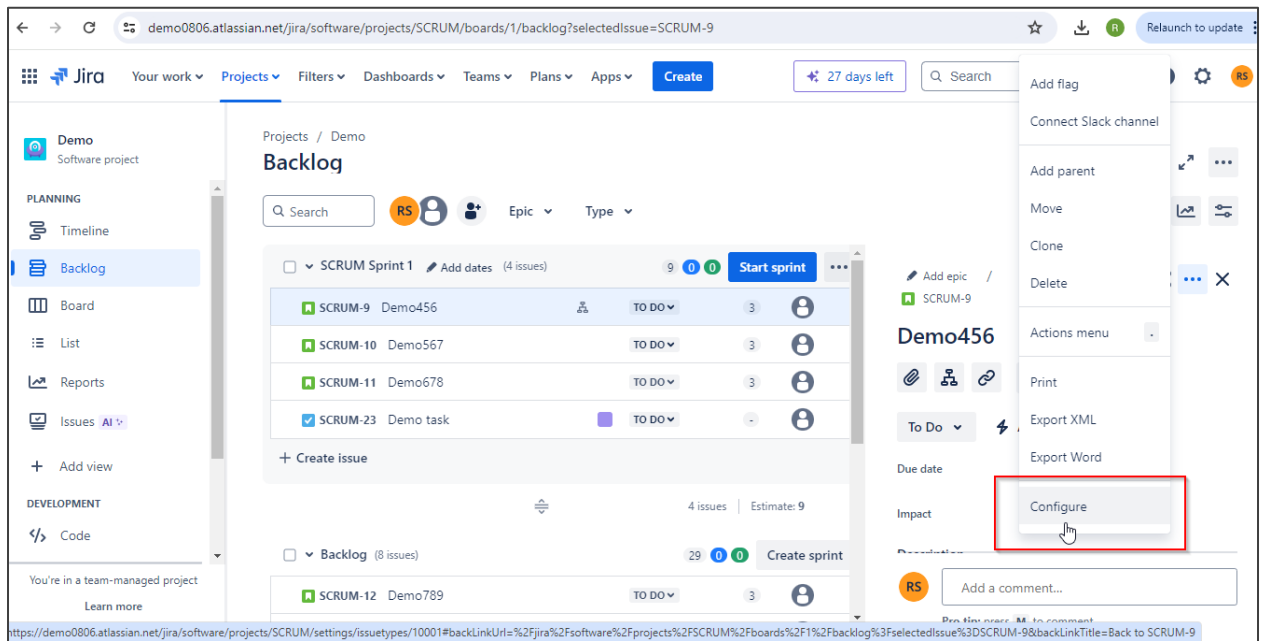 demo0806.atlassian.net/jira/software/projects/SCRUM/boards/1/backlog?selectedIssue=SCRUM-9
R
Relaunch to update
Jira
Your work
Projects
Filters
Dashboards
Teams
Plans
Apps
Create
27 days left
Search
RS
Demo
Software project
PLANNING
Timeline
Backlog
Board
List
Reports
Issues AI
+ Add view
DEVELOPMENT
Code
You're in a team-managed project
Learn more
Projects / Demo
Backlog
Search
RS
Epic
Type
SCRUM Sprint 1 Add dates (4 issues) 9 0 0 Start sprint
SCRUM-9 Demo456 TO DO 3
SCRUM-10 Demo567 TO DO 3
SCRUM-11 Demo678 TO DO 3
SCRUM-23 Demo task TO DO -
+ Create issue
4 issues Estimate: 9
Backlog (8 issues) 29 0 0 Create sprint
SCRUM-12 Demo789 TO DO 3
Add epic /
SCRUM-9
Demo456
To Do
Due date
Impact
Description
RS
Add a comment...
Pro tip: press M to comment
Add flag
Connect Slack channel
Add parent
Move
Clone
Delete
Actions menu .
Print
Export XML
Export Word
Configure
https://demo0806.atlassian.net/jira/software/projects/SCRUM/settings/issuetypes/10001#backLinkUrl=%2Fjira%2Fsoftware%2Fprojects%2FSCRUM%2Fboards%2F1%2Fbacklog%3FselectedIssue%3DSCRUM-9&backLinkTitle=Back to SCRUM-9